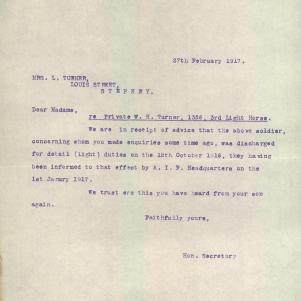 27th February 1917.
MRS. L. TURNER,
LOUIS STREET,
STEPNEY.
Dear Madame,
re Private W. H. Turner, 1356, 3rd Light Horse.
We are in receipt of advice that the above soldier,
concerning whom you made enquiries some time ago, was discharged
for detail (light) duties on the 12th October 1916, they having
been informed to that effect by A. I. F. Headquarters on the
1st January 1917.
We trust ere this you have heard from your son
again.
Faithfully yours,
Hon. Secretary